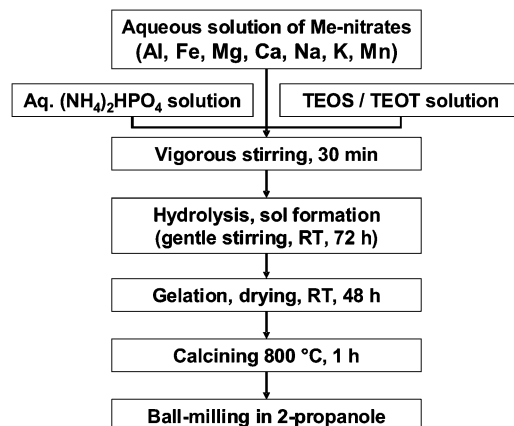 Aqueous solution of Me-nitrates
(Al, Fe, Mg, Ca, Na, K, Mn)
Aq. (NH4)2HPO4 solution
TEOS / TEOT solution
Vigorous stirring, 30 min
Hydrolysis, sol formation
(gentle stirring, RT, 72 h)
Gelation, drying, RT, 48 h
Calcining 800 °C, 1 h
Ball-milling in 2-propanole